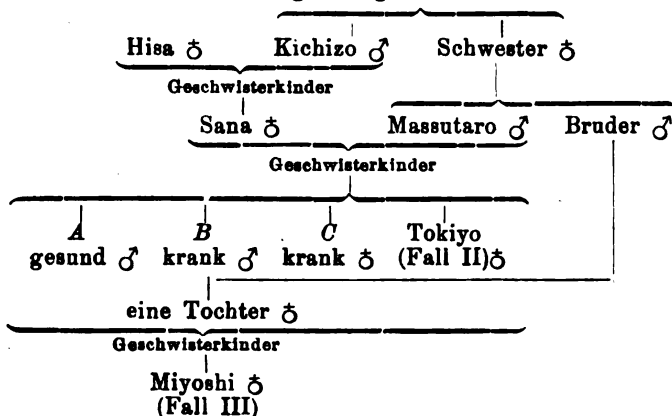 Hisa ♁ Kichizo ♂ Schwester ♁
Geschwisterkinder
Sana ♁ Massutaro ♂ Bruder ♂
Geschwisterkinder
A B C Tokiyo
gesund ♂ krank ♂ krank ♁ (Fall II)♁
eine Tochter ♁
Geschwisterkinder
Miyoshi ♁
(Fall III)